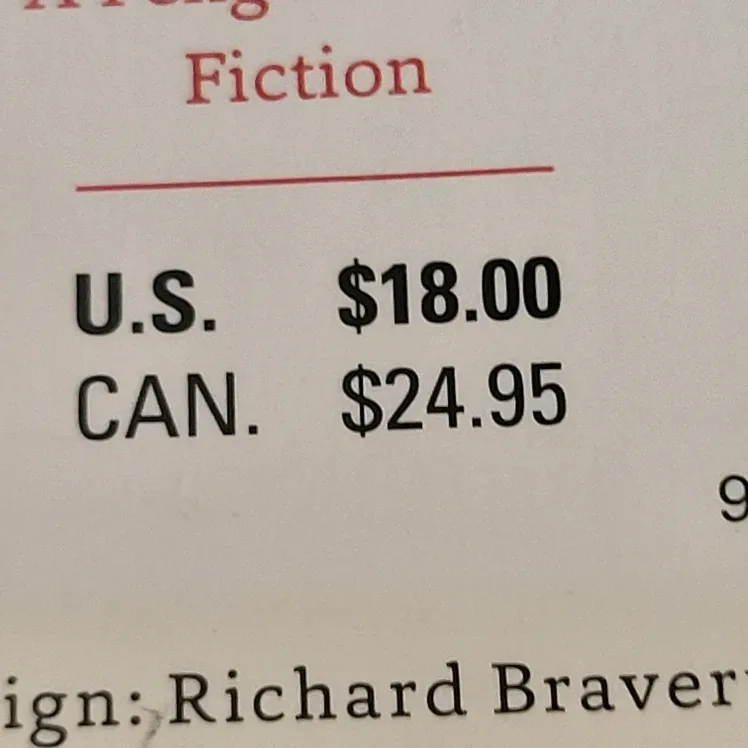 Fiction
U.S. $18.00
CAN. $24.95
9
ign: Richard Braver